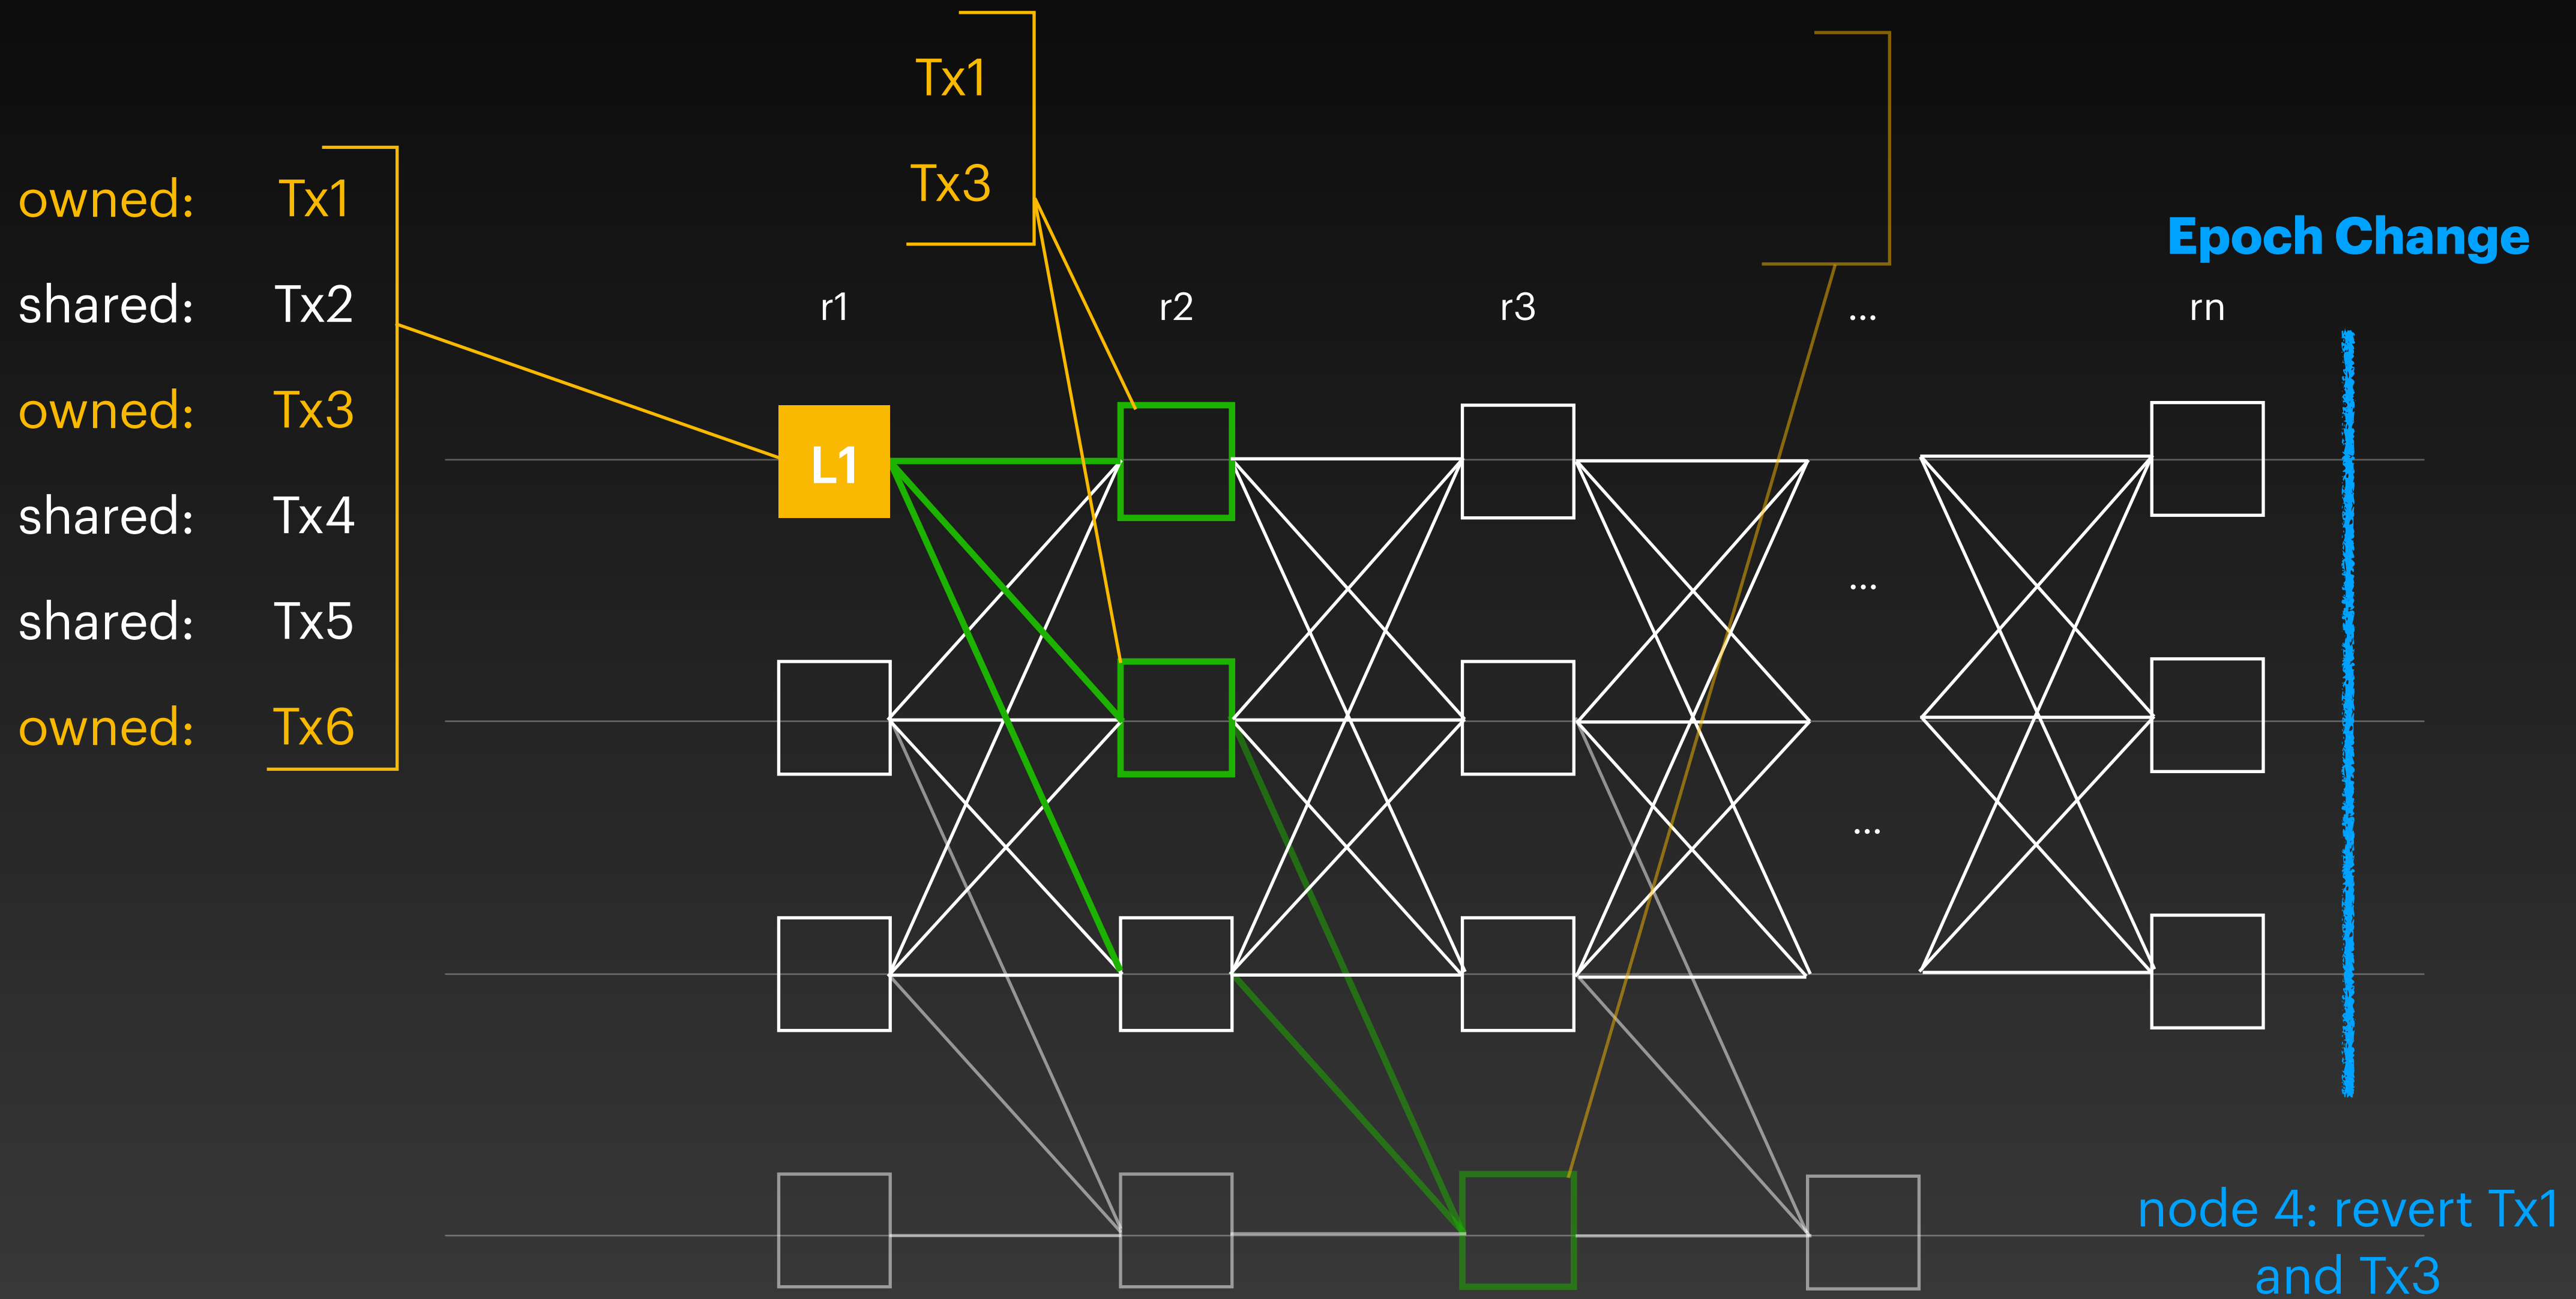 Tx1
Tx3
owned: Tx1
shared: Tx2
owned: Tx3
shared: Tx4
shared: Tx5
owned: Tx6
Epoch Change
r1 r2 r3 ... rn
L1
...
...
node 4: revert Tx1
and Tx3